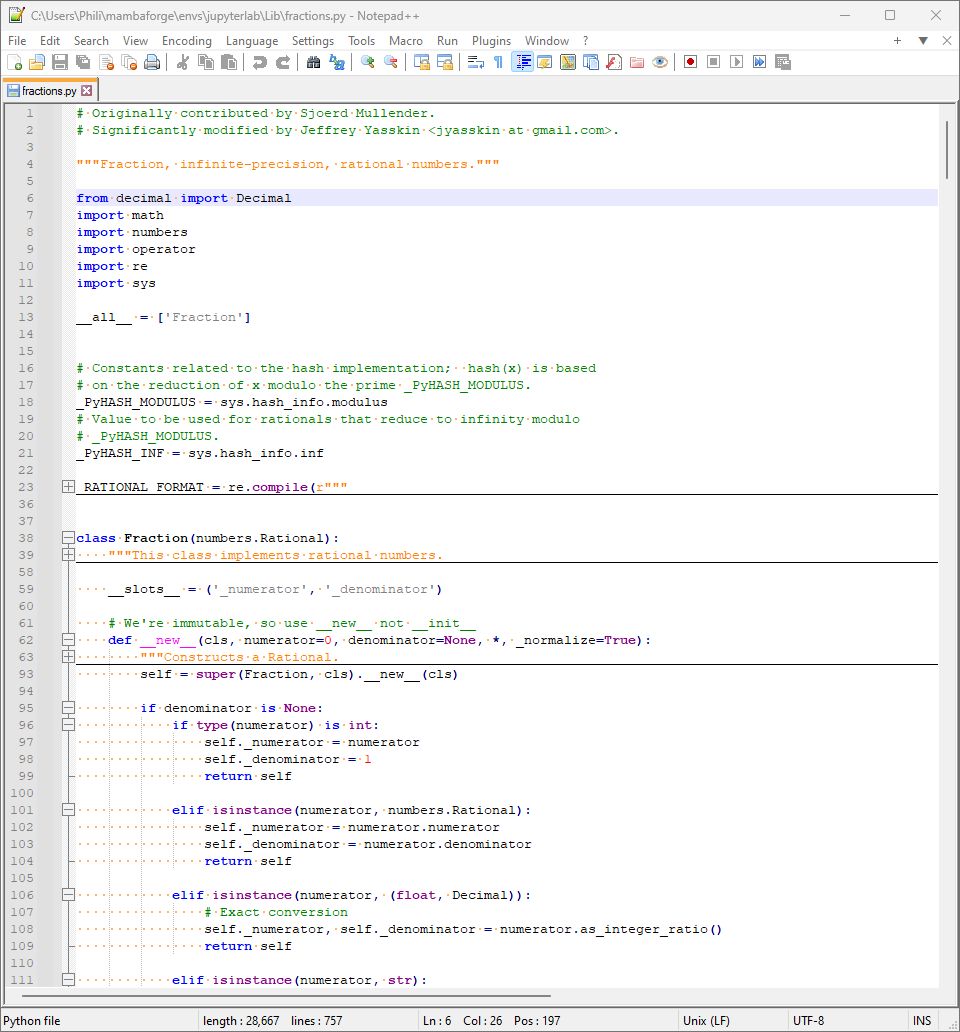 C:\Users\Phili\mambaforge\envs\jupyterlab\Lib\fractions.py - Notepad++
File Edit Search View Encoding Language Settings Tools Macro Run Plugins Window ? + ▼ ✕
fractions.py
1 # Originally contributed by Sjoerd Mullender.
2 # Significantly modified by Jeffrey Yasskin <jyasskin at gmail.com>.
3
4 """Fraction, infinite-precision, rational numbers."""
5
6 from decimal import Decimal
7 import math
8 import numbers
9 import operator
10 import re
11 import sys
12
13 __all__ = ['Fraction']
14
15
16 # Constants related to the hash implementation;  hash(x) is based
17 # on the reduction of x modulo the prime _PyHASH_MODULUS.
18 _PyHASH_MODULUS = sys.hash_info.modulus
19 # Value to be used for rationals that reduce to infinity modulo
20 # _PyHASH_MODULUS.
21 _PyHASH_INF = sys.hash_info.inf
22
23 _RATIONAL_FORMAT = re.compile(r"""
36
37
38 class Fraction(numbers.Rational):
39     """This class implements rational numbers.
58
59     __slots__ = ('_numerator', '_denominator')
60
61     # We're immutable, so use __new__ not __init__
62     def __new__(cls, numerator=0, denominator=None, *, _normalize=True):
63         """Constructs a Rational.
93         self = super(Fraction, cls).__new__(cls)
94
95         if denominator is None:
96             if type(numerator) is int:
97                 self._numerator = numerator
98                 self._denominator = 1
99                 return self
100
101             elif isinstance(numerator, numbers.Rational):
102                 self._numerator = numerator.numerator
103                 self._denominator = numerator.denominator
104                 return self
105
106             elif isinstance(numerator, (float, Decimal)):
107                 # Exact conversion
108                 self._numerator, self._denominator = numerator.as_integer_ratio()
109                 return self
110
111             elif isinstance(numerator, str):
Python file length : 28,667 lines : 757 Ln : 6 Col : 26 Pos : 197 Unix (LF) UTF-8 INS